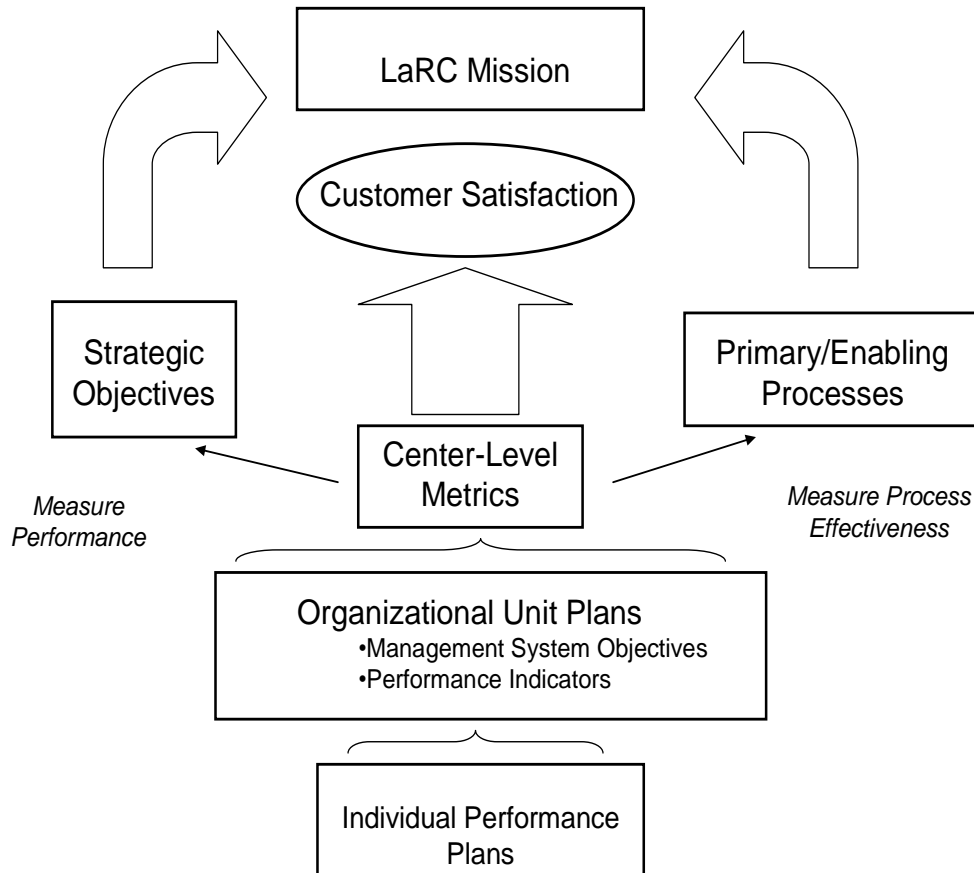 LaRC Mission
Customer Satisfaction
Strategic
Objectives
Primary/Enabling
Processes
Center-Level
Metrics
Measure
Performance
Measure Process
Effectiveness
Organizational Unit Plans
•Management System Objectives
•Performance Indicators
Individual Performance
Plans